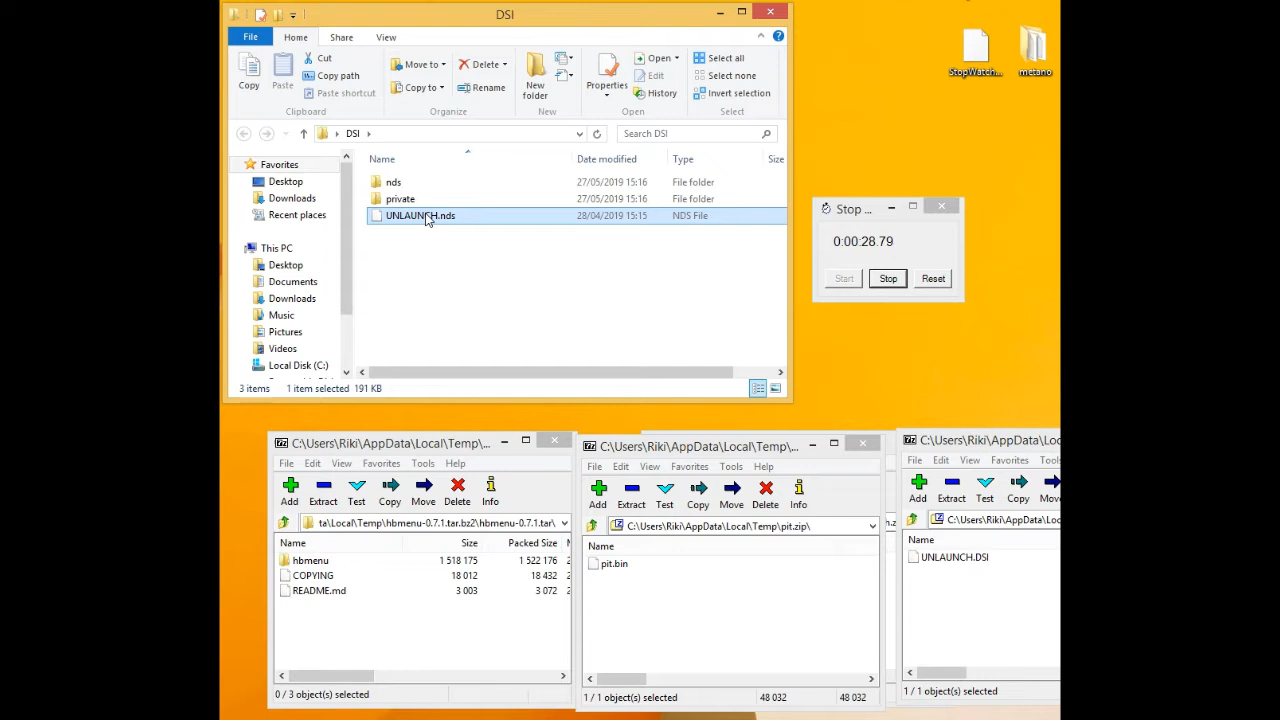 DSI
File Home Share View
Copy Paste Cut Copy path Paste shortcut Move to Copy to Delete Rename New folder Properties Open Edit History Select all Select none Invert selection
Clipboard Organize New Open Select
DSI
Search DSI
Name Date modified Type Size
nds 27/05/2019 15:16 File folder
private 27/05/2019 15:16 File folder
UNLAUNCH.nds 28/04/2019 15:15 NDS File
Favorites
Desktop
Downloads
Recent places
This PC
Desktop
Documents
Downloads
Music
Pictures
Videos
Local Disk (C:)
3 items 1 item selected 191 KB
StopWatch...
metano
Stop ...
0:00:28.79
Start Stop Reset
C:\Users\Riki\AppData\Local\Temp\...
File Edit View Favorites Tools Help
Add Extract Test Copy Move Delete Info
ta\Local\Temp\hbmenu-0.7.1.tar.bz2\hbmenu-0.7.1.tar\
Name Size Packed Size
hbmenu 1 518 175 1 522 176
COPYING 18 012 18 432
README.md 3 003 3 072
0 / 3 object(s) selected
C:\Users\Riki\AppData\Local\Temp\...
File Edit View Favorites Tools Help
Add Extract Test Copy Move Delete Info
C:\Users\Riki\AppData\Local\Temp\pit.zip\
Name
pit.bin
1 / 1 object(s) selected 48 032 48 032
C:\Users\Riki\AppData\Loc
File Edit View Favorites Tools
Add Extract Test Copy Mov
C:\Users\Riki\AppData\Loc
Name
UNLAUNCH.DSI
1 / 1 object(s) selected